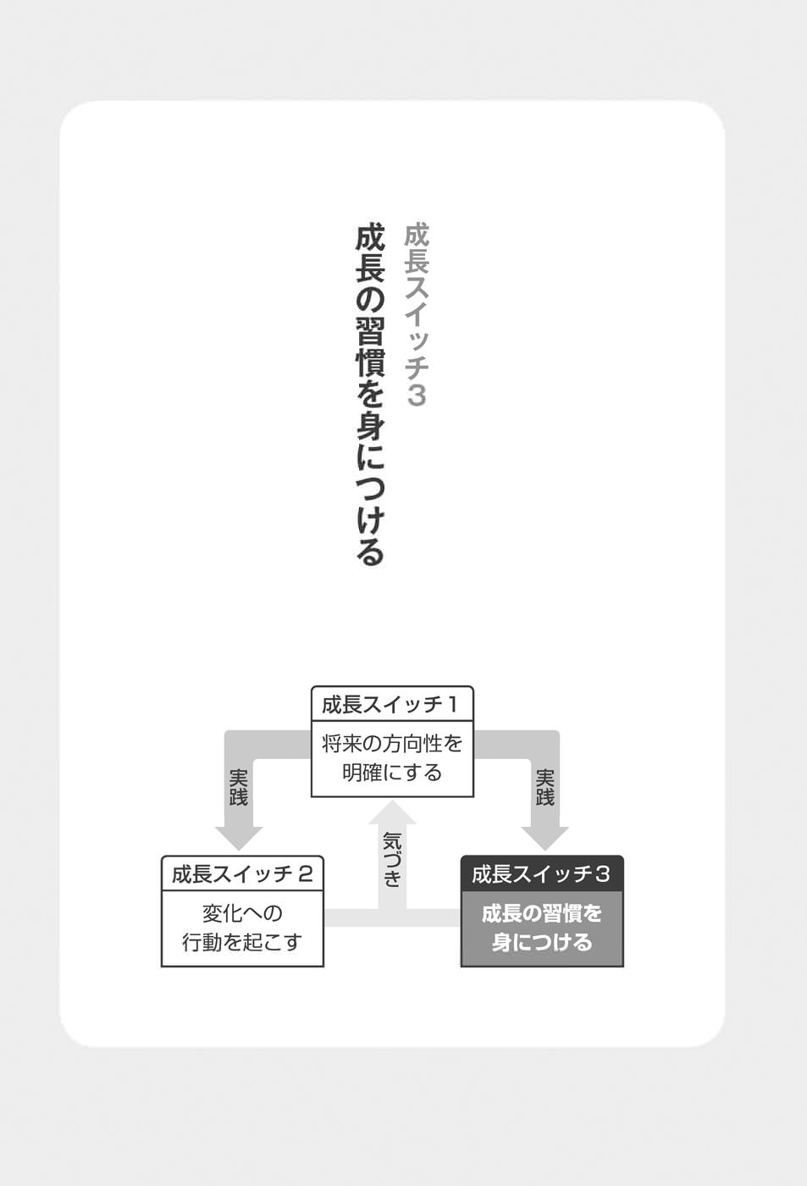 成長スイッチ3
成長の習慣を身につける
成長スイッチ1
将来の方向性を
明確にする
実践
実践
気づき
成長スイッチ2
変化への
行動を起こす
成長スイッチ3
成長の習慣を
身につける